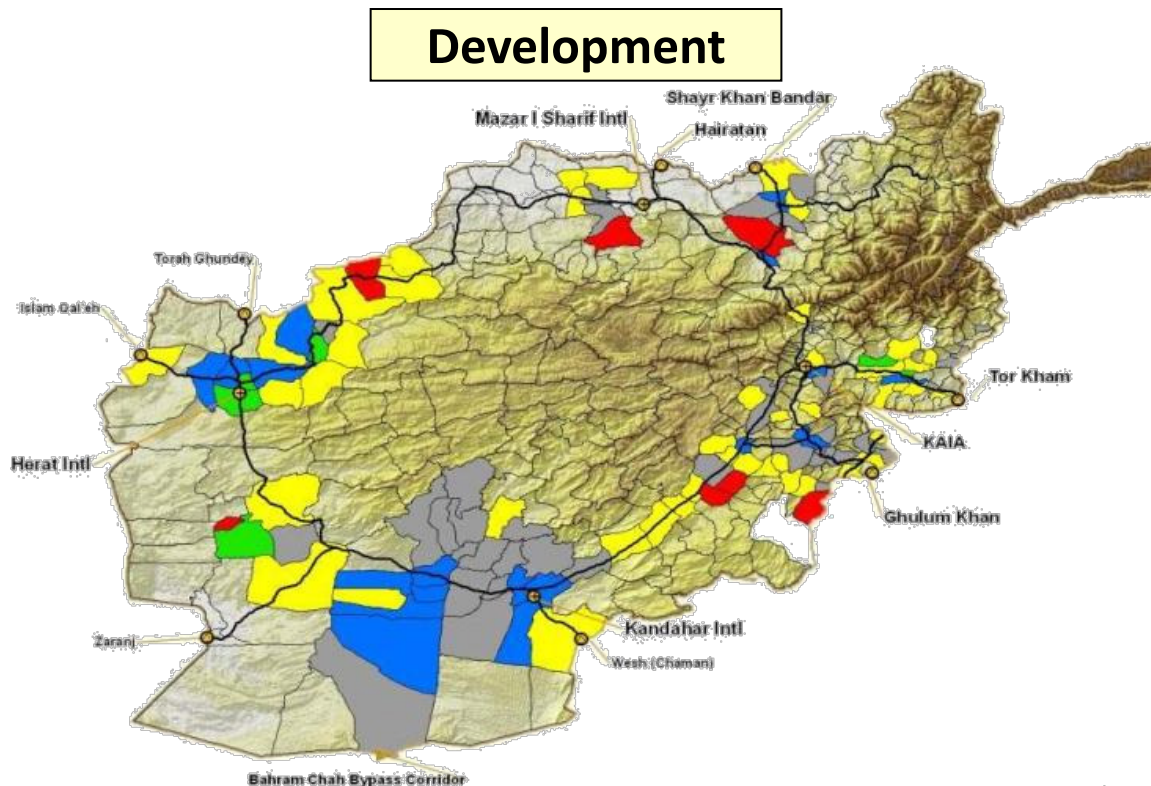 Development
Shayr Khan Bandar
Mazar I Sharif Intl
Hairatan
Torah Ghundey
Islam Qal'eh
Tor Kham
KAIA
Herat Intl
Ghulum Khan
Kandahar Intl
Zaranj
Wesh (Chaman)
Bahram Chah Bypass Corridor